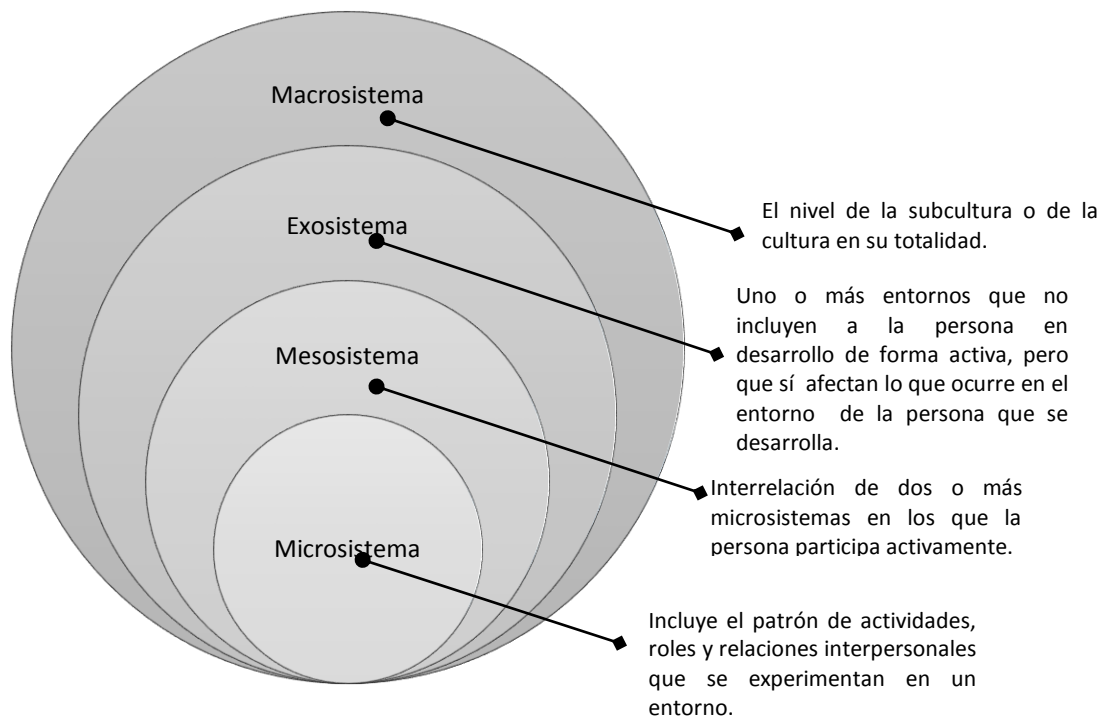 Macrosistema
El nivel de la subcultura o de la
cultura en su totalidad.
Exosistema
Uno o más entornos que no
incluyen a la persona en
desarrollo de forma activa, pero
que sí afectan lo que ocurre en el
entorno de la persona que se
desarrolla.
Mesosistema
Interrelación de dos o más
microsistemas en los que la
persona participa activamente.
Microsistema
Incluye el patrón de actividades,
roles y relaciones interpersonales
que se experimentan en un
entorno.